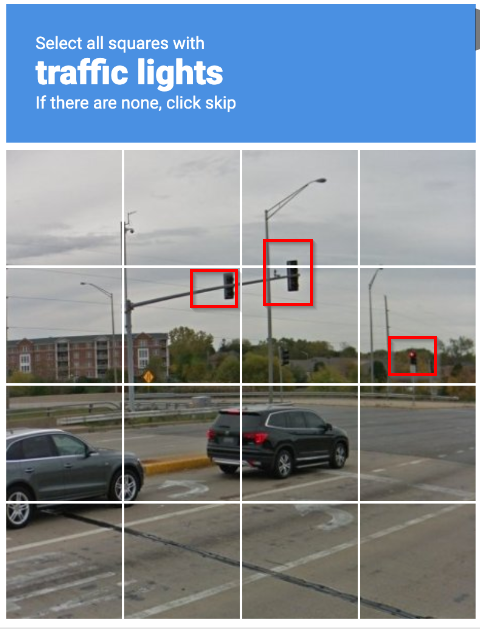 Select all squares with
traffic lights
If there are none, click skip